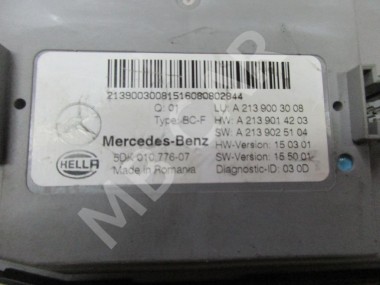 21390030081516080802944
Q: 01 LU: A 213 900 30 08
Type: BC-F HW: A 213 901 42 03
SW: A 213 902 51 04
Mercedes-Benz HW-Version: 15 03 01
HELLA 5DK 010 776-07 SW-Version: 15 50 01
Made in Romania Diagnostic-ID: 03 0D